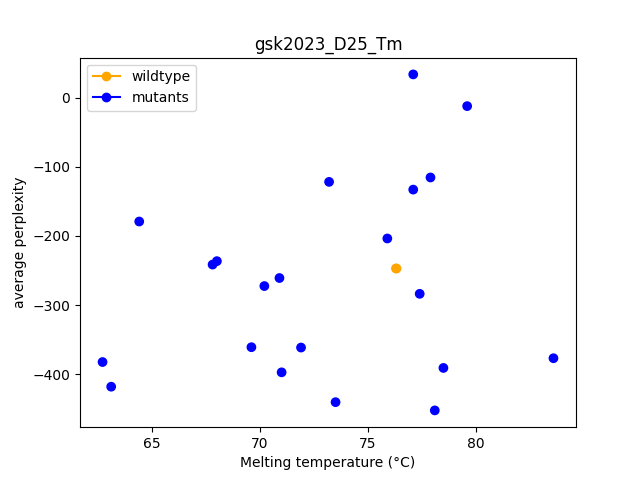 gsk2023_D25_Tm
wildtype
mutants
0
−100
−200
−300
−400
average perplexity
65
70
75
80
Melting temperature (°C)